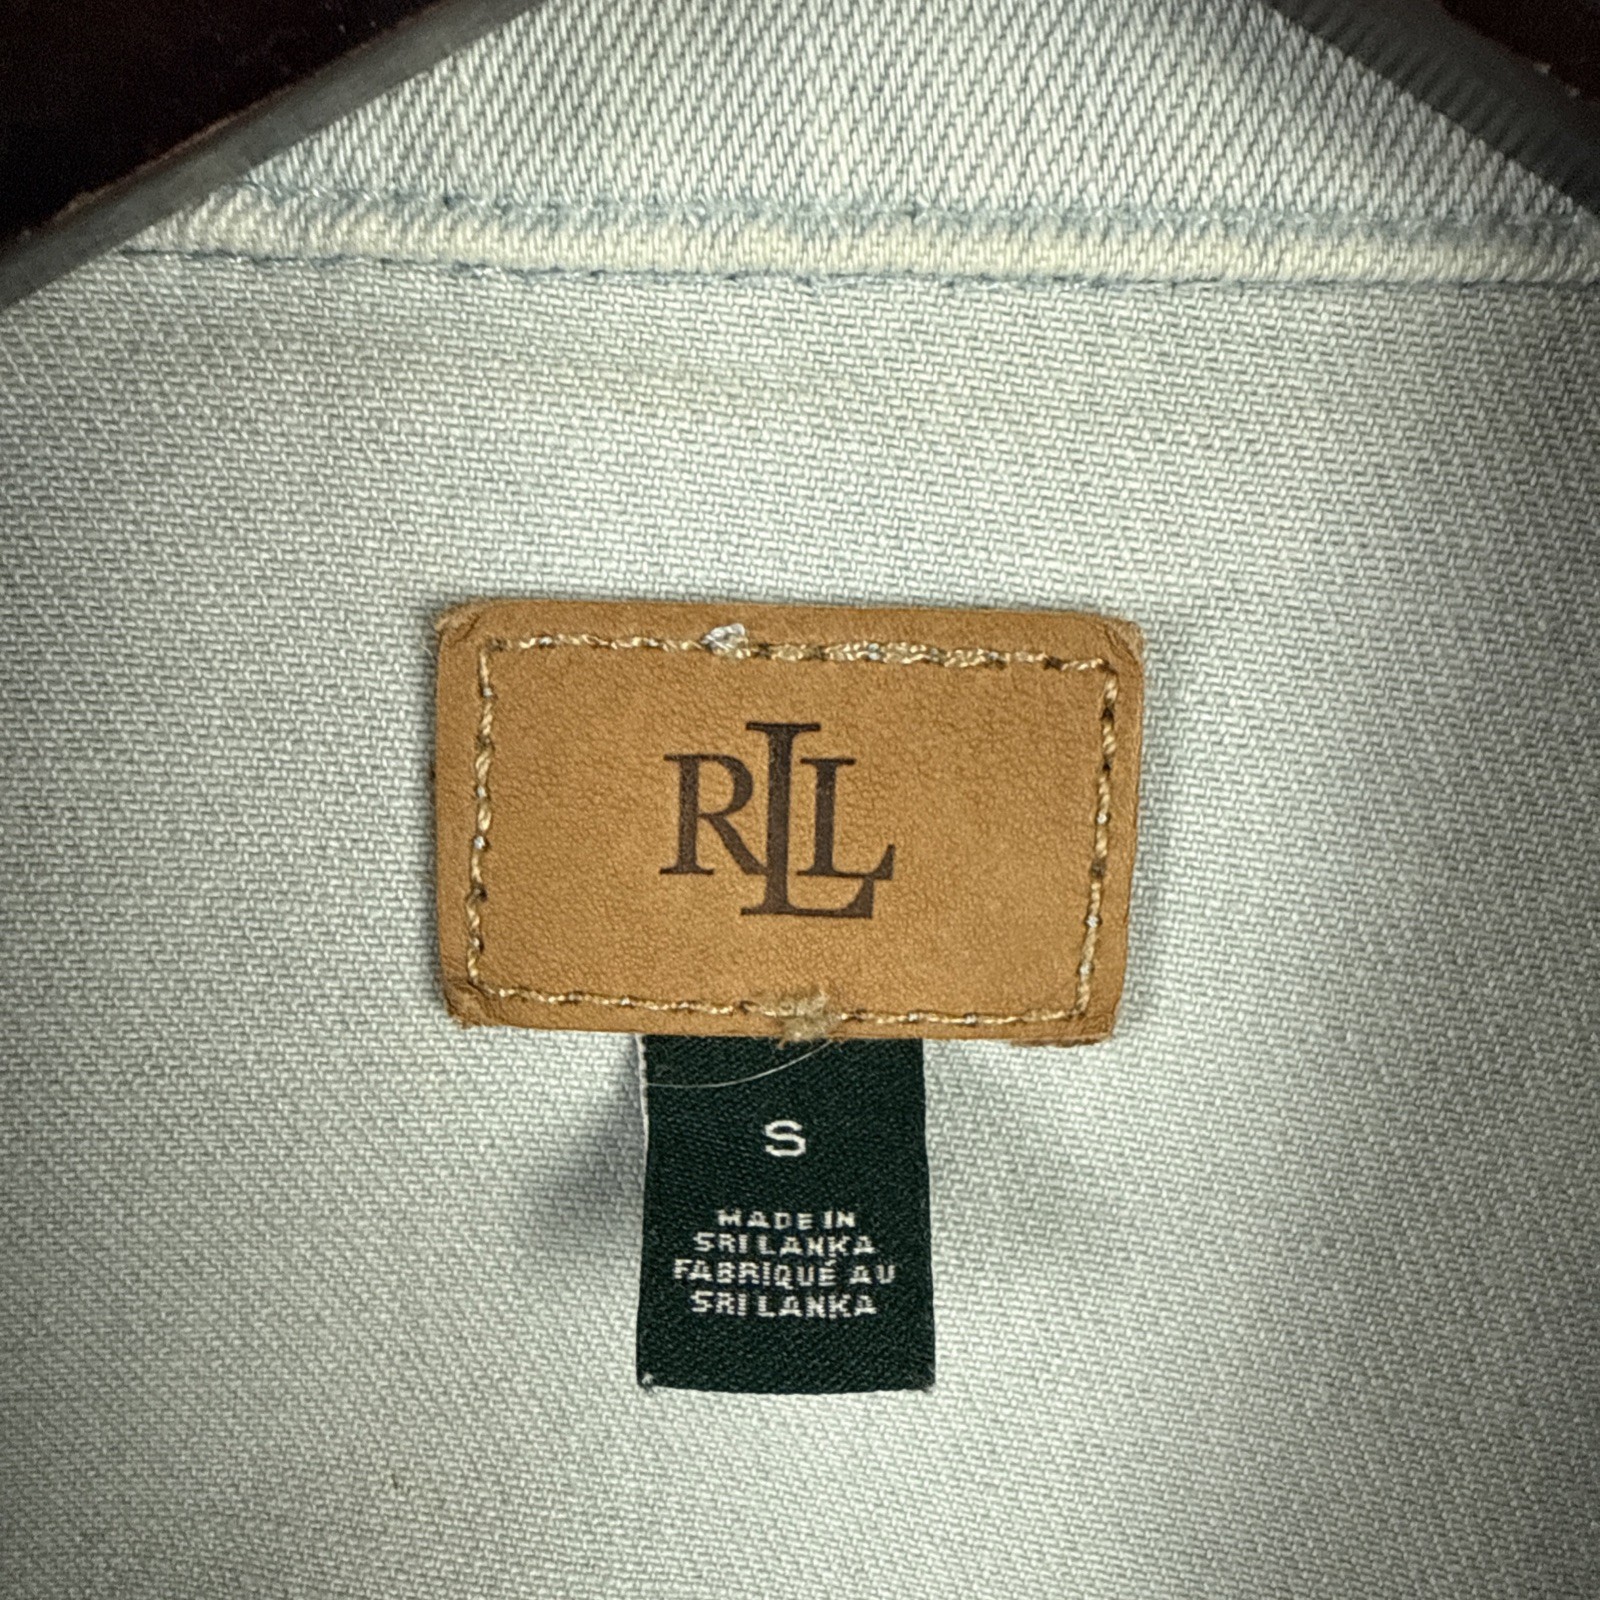 RLL
S
MADE IN
SRI LANKA
FABRIQUÉ AU
SRI LANKA